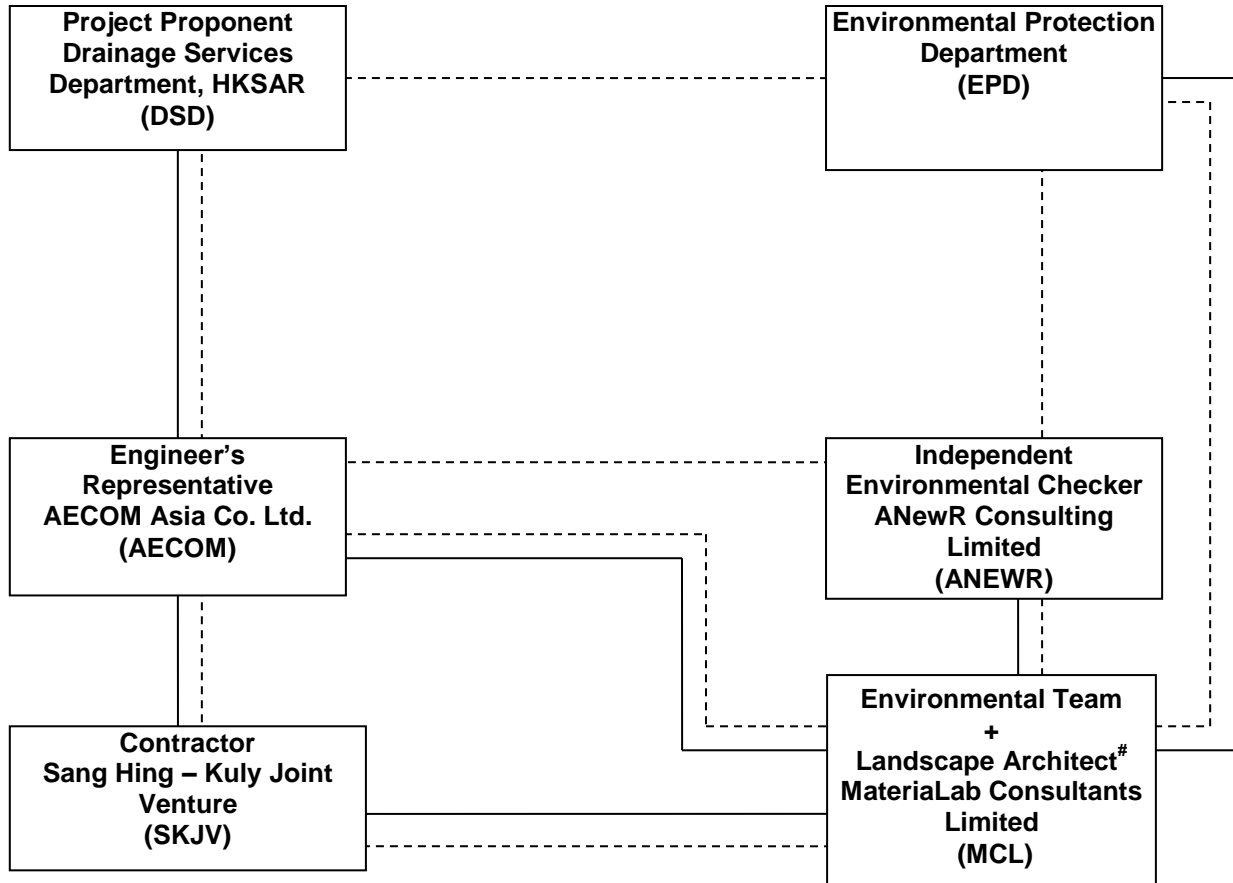 Project Proponent
Drainage Services
Department, HKSAR
(DSD)
Environmental Protection
Department
(EPD)
Engineer's
Representative
AECOM Asia Co. Ltd.
(AECOM)
Independent
Environmental Checker
ANewR Consulting
Limited
(ANEWR)
Contractor
Sang Hing – Kuly Joint
Venture
(SKJV)
Environmental Team
+
Landscape Architect#
MateriaLab Consultants
Limited
(MCL)